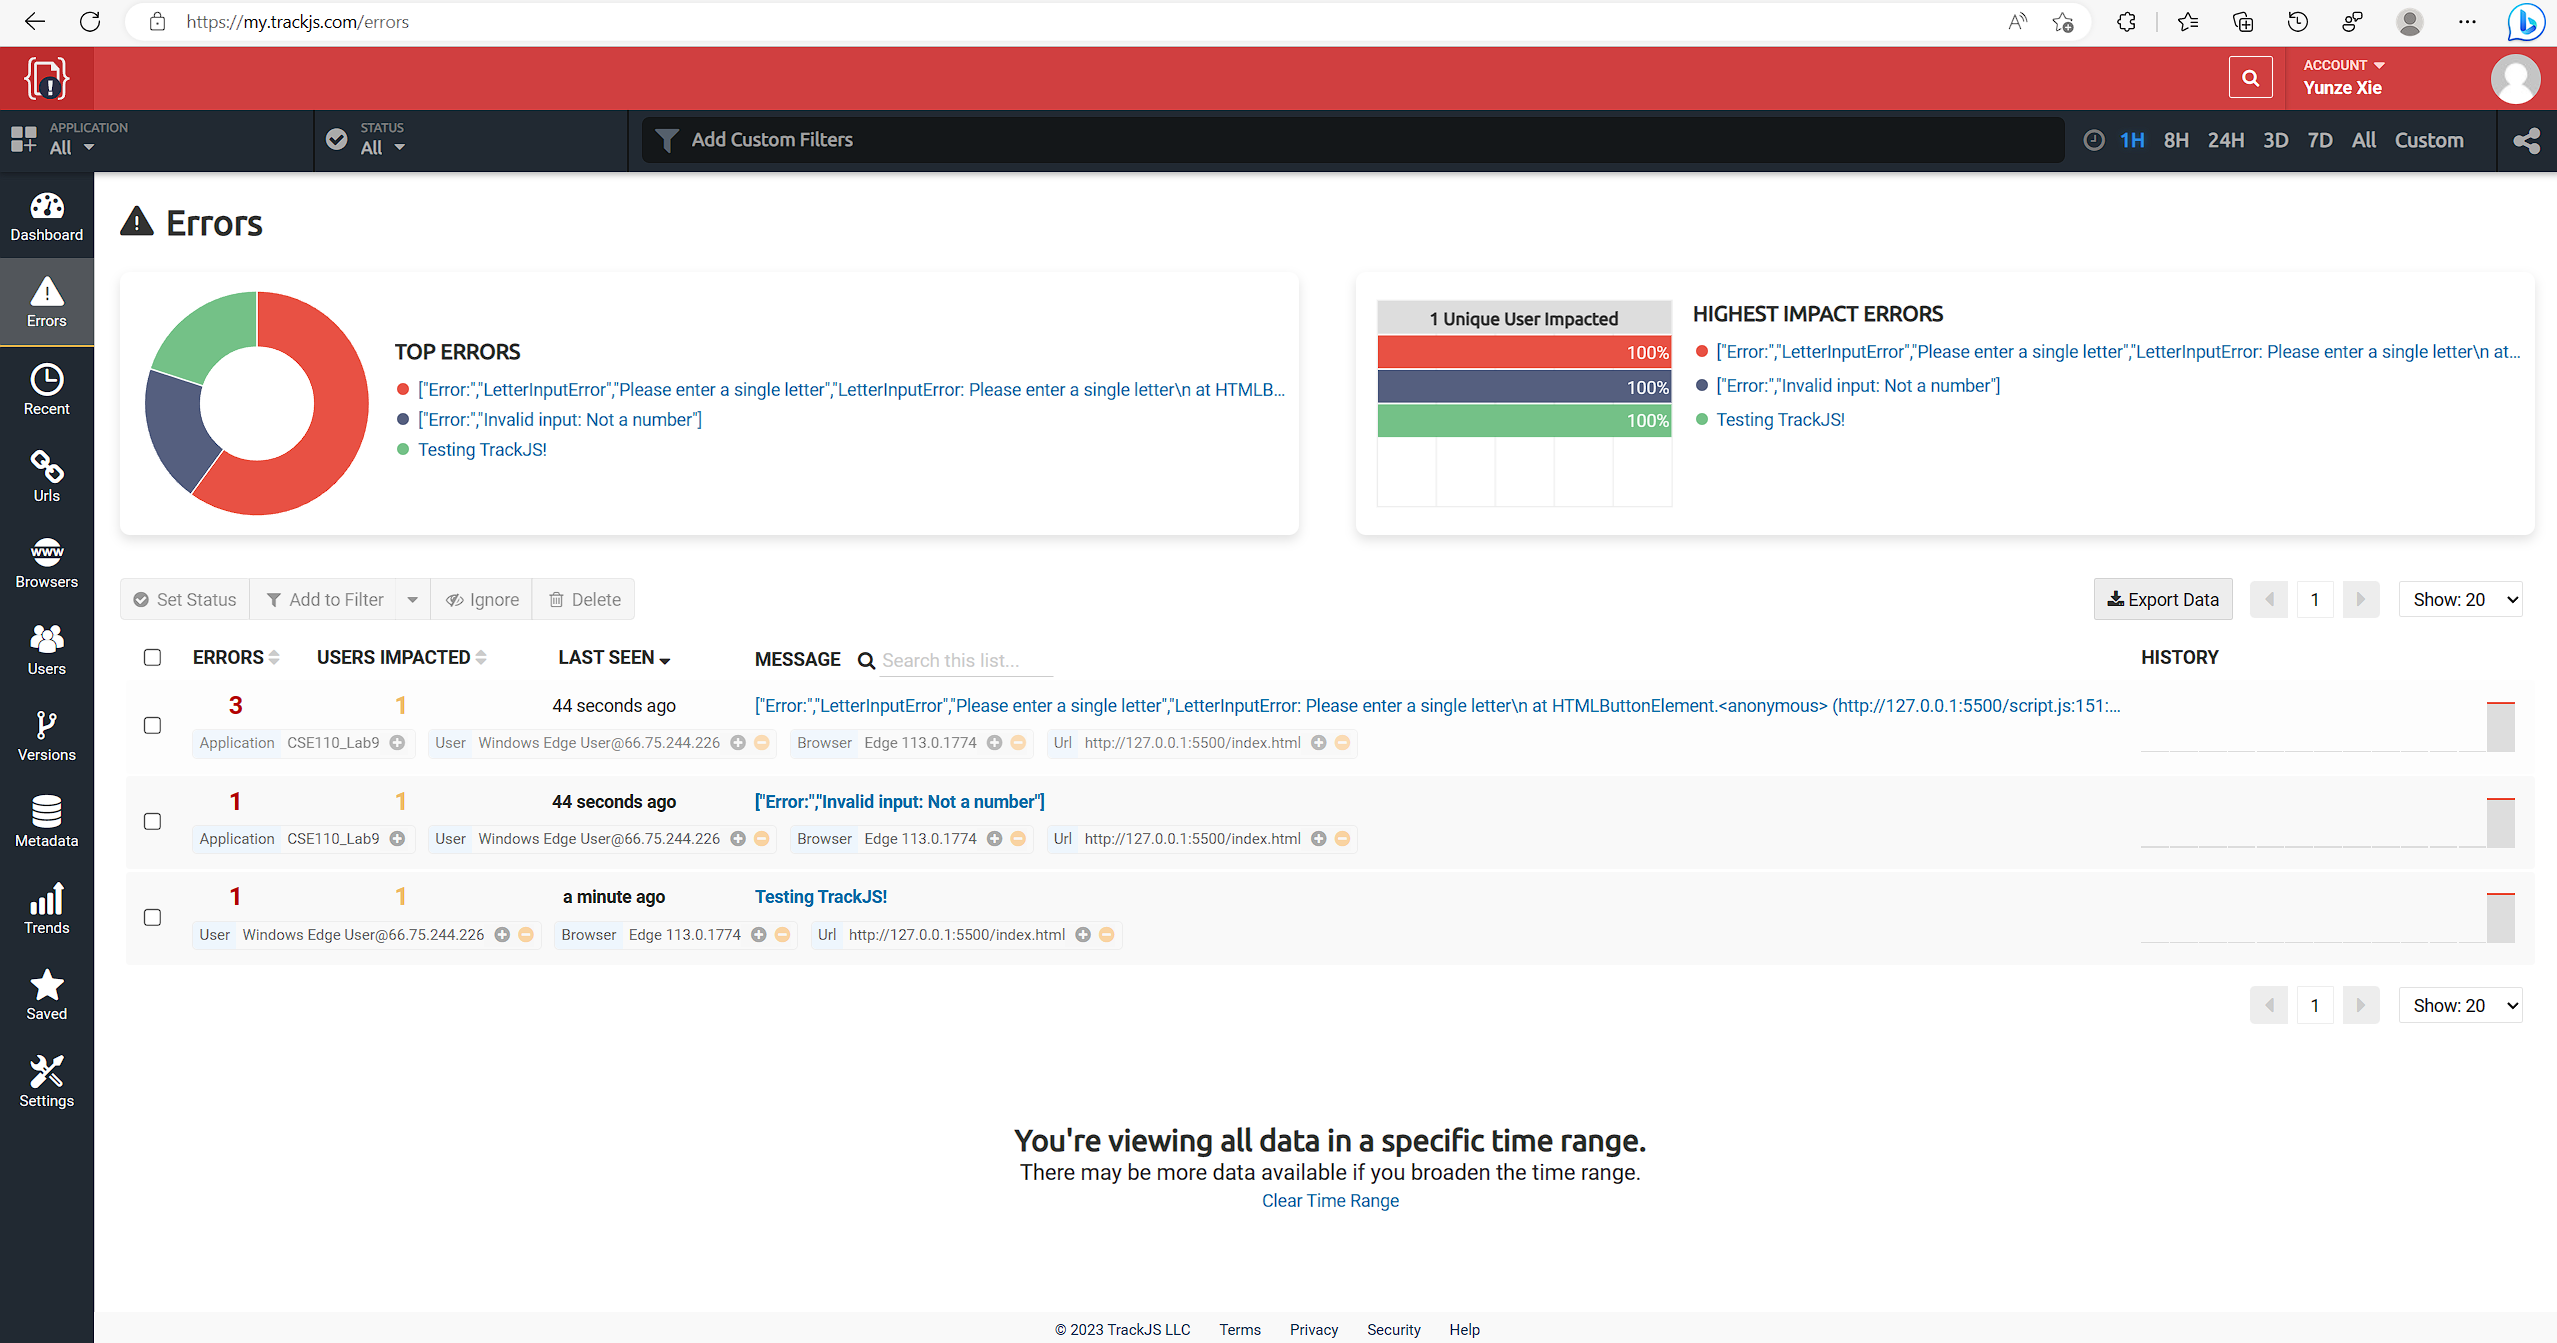 https://my.trackjs.com/errors
ACCOUNT
Yunze Xie
APPLICATION
All
STATUS
All
Add Custom Filters
1H 8H 24H 3D 7D All Custom
Dashboard
Errors
Recent
Urls
www
Browsers
Users
Versions
Metadata
Trends
Saved
Settings
Errors
TOP ERRORS
["Error:","LetterInputError","Please enter a single letter","LetterInputError: Please enter a single letter\n at HTMLB...
["Error:","Invalid input: Not a number"]
Testing TrackJS!
1 Unique User Impacted
100%
100%
100%
HIGHEST IMPACT ERRORS
["Error:","LetterInputError","Please enter a single letter","LetterInputError: Please enter a single letter\n at...
["Error:","Invalid input: Not a number"]
Testing TrackJS!
Set Status Add to Filter Ignore Delete
Export Data 1 Show: 20
ERRORS USERS IMPACTED LAST SEEN MESSAGE Search this list... HISTORY
3 1 44 seconds ago ["Error:","LetterInputError","Please enter a single letter","LetterInputError: Please enter a single letter\n at HTMLButtonElement.<anonymous> (http://127.0.0.1:5500/script.js:151:...
Application CSE110_Lab9 User Windows Edge User@66.75.244.226 Browser Edge 113.0.1774 Url http://127.0.0.1:5500/index.html
1 1 44 seconds ago ["Error:","Invalid input: Not a number"]
Application CSE110_Lab9 User Windows Edge User@66.75.244.226 Browser Edge 113.0.1774 Url http://127.0.0.1:5500/index.html
1 1 a minute ago Testing TrackJS!
User Windows Edge User@66.75.244.226 Browser Edge 113.0.1774 Url http://127.0.0.1:5500/index.html
1 Show: 20
You're viewing all data in a specific time range.
There may be more data available if you broaden the time range.
Clear Time Range
© 2023 TrackJS LLC Terms Privacy Security Help